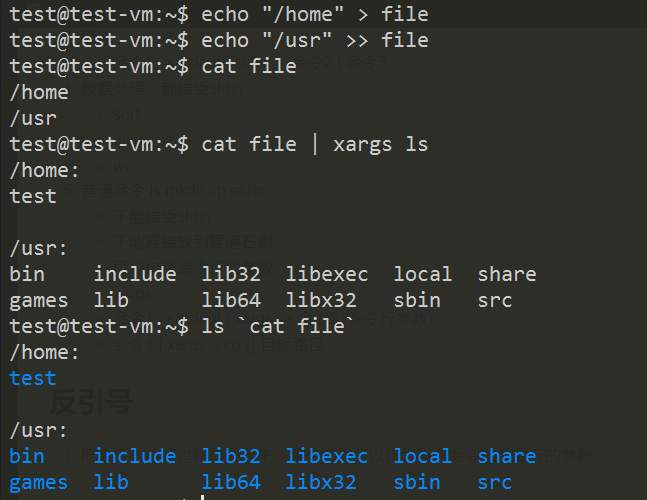 test@test-vm:~$ echo "/home" > file
test@test-vm:~$ echo "/usr" >> file
test@test-vm:~$ cat file
/home
/usr
test@test-vm:~$ cat file | xargs ls
/home:
test
/usr:
bin    include  lib32  libexec  local  share
games  lib      lib64  libx32   sbin   src
test@test-vm:~$ ls `cat file`
/home:
test
反引号
/usr:
bin    include  lib32  libexec  local  share
games  lib      lib64  libx32   sbin   src